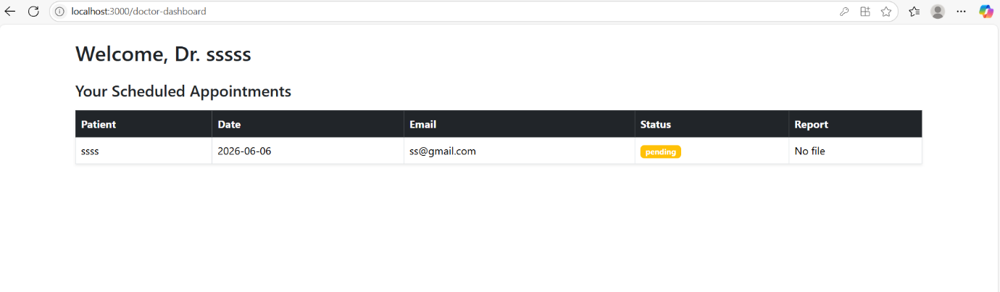 localhost:3000/doctor-dashboard
Welcome, Dr. sssss
Your Scheduled Appointments
Patient Date Email Status Report
ssss 2026-06-06 ss@gmail.com pending No file